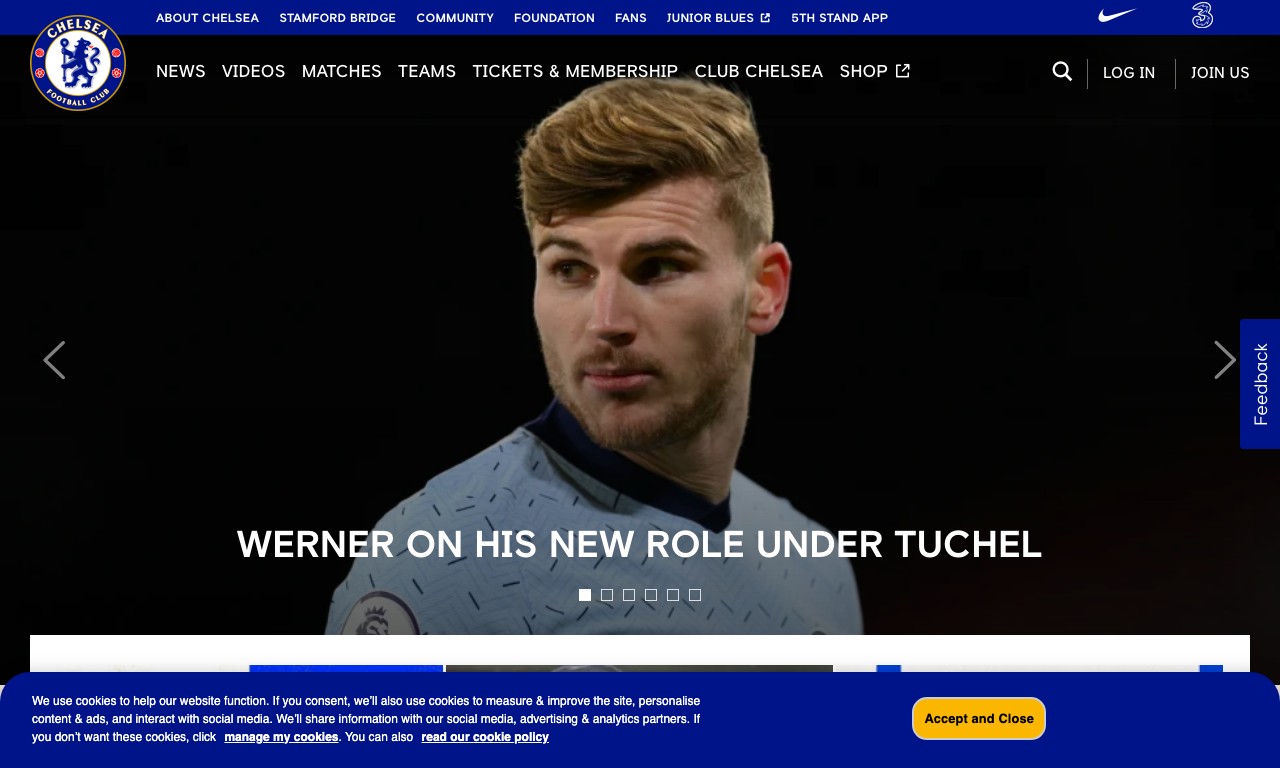 ABOUT CHELSEA STAMFORD BRIDGE COMMUNITY FOUNDATION FANS JUNIOR BLUES 5TH STAND APP
3
CHELSEA
FOOTBALL CLUB
NEWS VIDEOS MATCHES TEAMS TICKETS & MEMBERSHIP CLUB CHELSEA SHOP LOG IN JOIN US
Feedback
WERNER ON HIS NEW ROLE UNDER TUCHEL
We use cookies to help our website function. If you consent, we'll also use cookies to measure & improve the site, personalise
content & ads, and interact with social media. We'll share information with our social media, advertising & analytics partners. If
you don't want these cookies, click manage my cookies. You can also read our cookie policy
Accept and Close